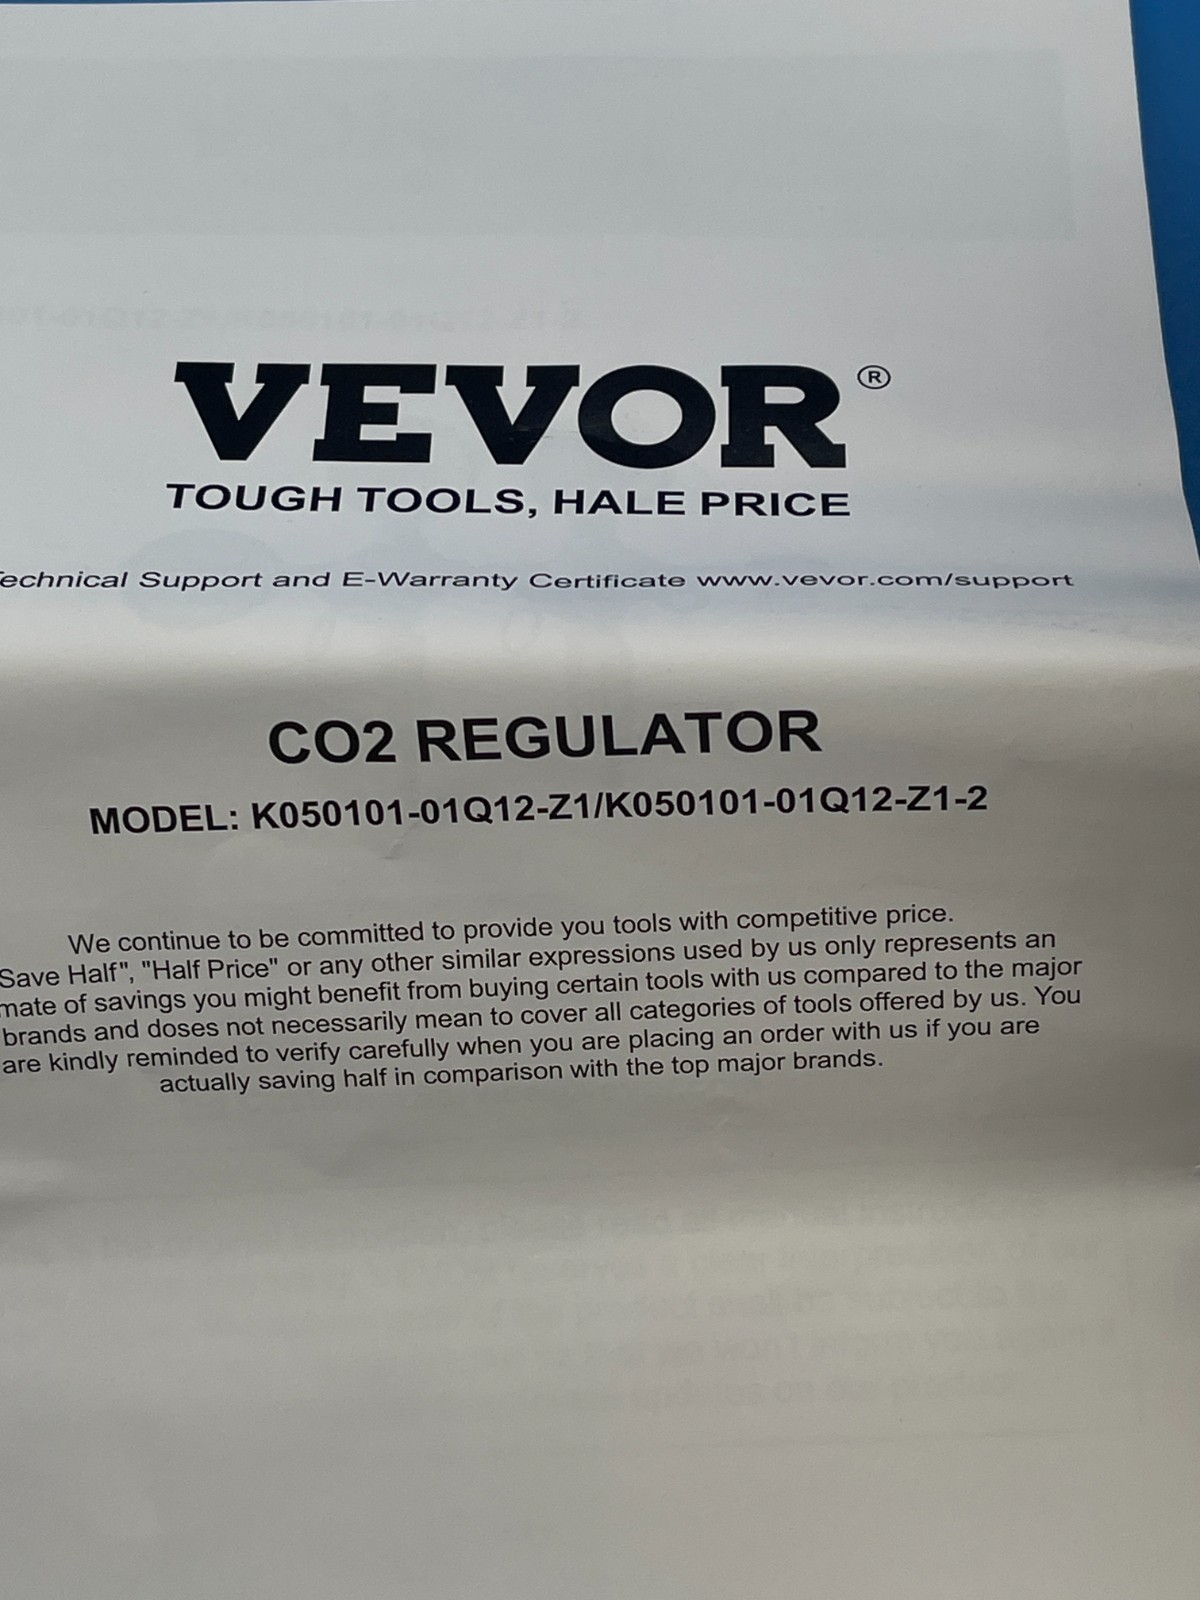 VEVOR®
TOUGH TOOLS, HALE PRICE
Technical Support and E-Warranty Certificate www.vevor.com/support
CO2 REGULATOR
MODEL: K050101-01Q12-Z1/K050101-01Q12-Z1-2
We continue to be committed to provide you tools with competitive price.
Save Half", "Half Price" or any other similar expressions used by us only represents an
mate of savings you might benefit from buying certain tools with us compared to the major
brands and doses not necessarily mean to cover all categories of tools offered by us. You
are kindly reminded to verify carefully when you are placing an order with us if you are
actually saving half in comparison with the top major brands.